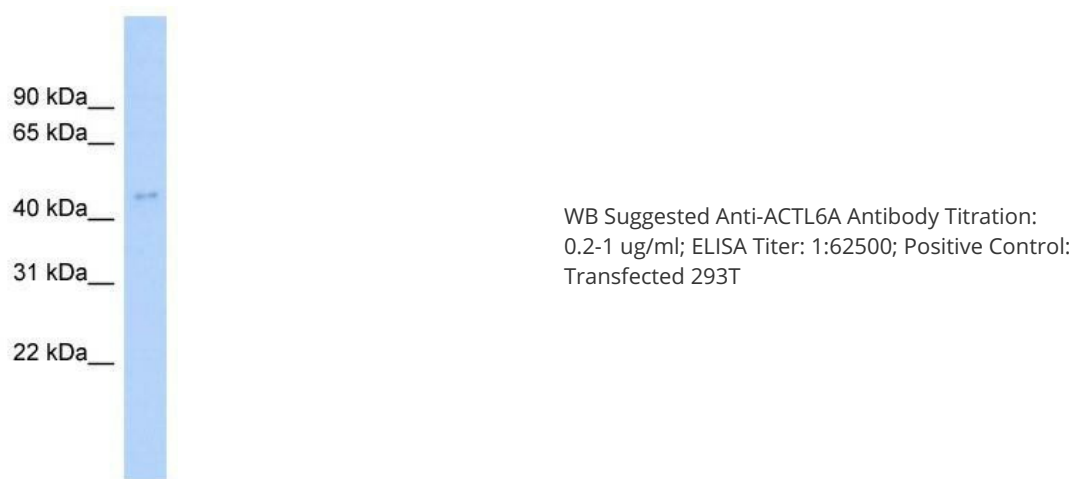 90 kDa__
65 kDa__
40 kDa__
31 kDa__
22 kDa__
WB Suggested Anti-ACTL6A Antibody Titration:
0.2-1 ug/ml; ELISA Titer: 1:62500; Positive Control:
Transfected 293T